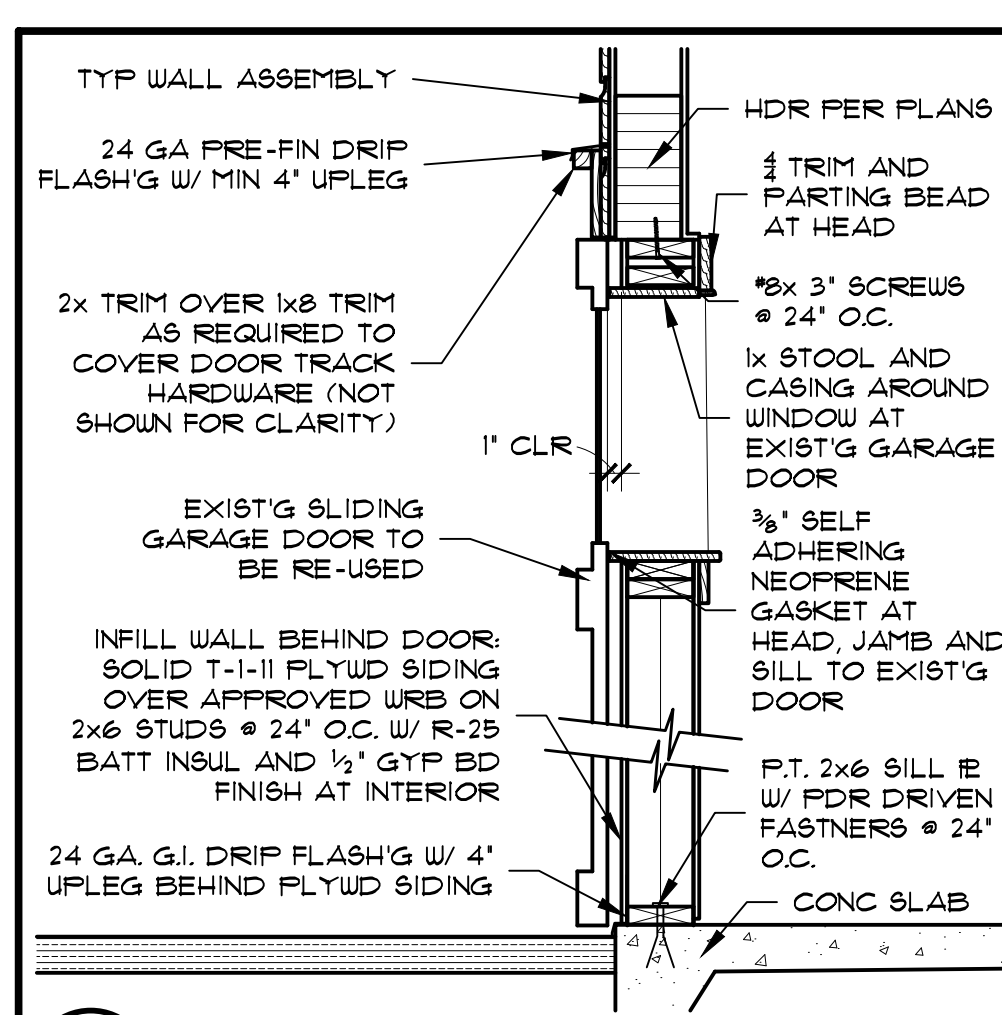 TYP WALL ASSEMBLY
24 GA PRE-FIN DRIP
FLASH'G W/ MIN 4" UPLEG
2x TRIM OVER 1x8 TRIM
AS REQUIRED TO
COVER DOOR TRACK
HARDWARE (NOT
SHOWN FOR CLARITY)
1" CLR
EXIST'G SLIDING
GARAGE DOOR TO
BE RE-USED
INFILL WALL BEHIND DOOR:
SOLID T-1-11 PLYWD SIDING
OVER APPROVED WRB ON
2x6 STUDS @ 24" O.C. W/ R-25
BATT INSUL AND ½" GYP BD
FINISH AT INTERIOR
24 GA. G.I. DRIP FLASH'G W/ 4"
UPLEG BEHIND PLYWD SIDING
HDR PER PLANS
4/4 TRIM AND
PARTING BEAD
AT HEAD
#8x 3" SCREWS
@ 24" O.C.
1x STOOL AND
CASING AROUND
WINDOW AT
EXIST'G GARAGE
DOOR
⅜" SELF
ADHERING
NEOPRENE
GASKET AT
HEAD, JAMB AND
SILL TO EXIST'G
DOOR
P.T. 2x6 SILL PL
W/ PDR DRIVEN
FASTNERS @ 24"
O.C.
CONC SLAB